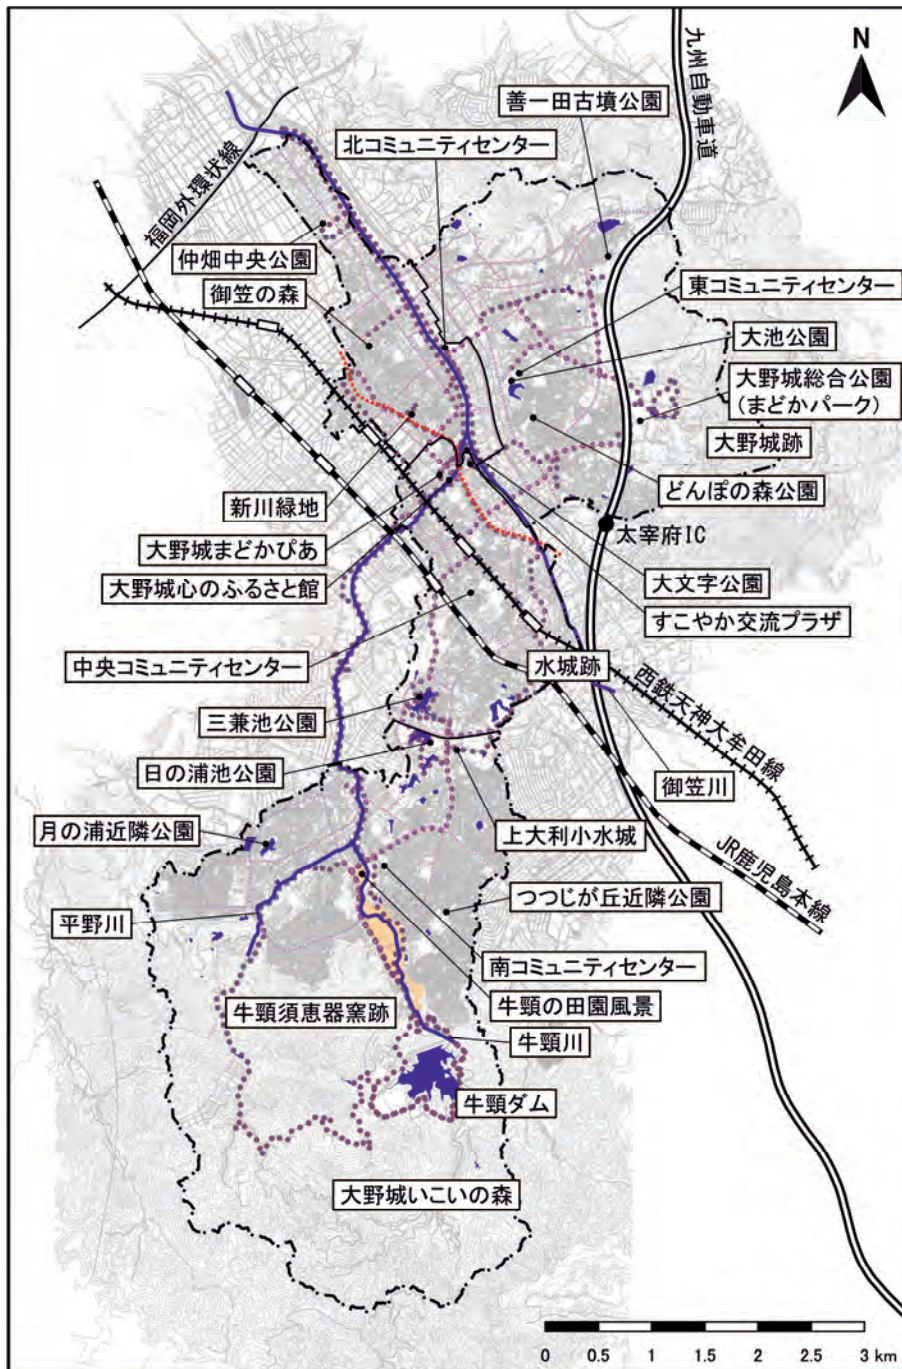 N
九州自動車道
善一田古墳公園
北コミュニティセンター
福岡外環状線
仲畑中央公園
御笠の森
東コミュニティセンター
大池公園
大野城総合公園
(まどかパーク)
大野城跡
どんぽの森公園
新川緑地
太宰府IC
大野城まどかぴあ
大野城心のふるさと館
大文字公園
すこやか交流プラザ
中央コミュニティセンター
水城跡
西鉄天神大牟田線
三兼池公園
日の浦池公園
御笠川
月の浦近隣公園
上大利小水城
JR鹿児島本線
つつじが丘近隣公園
平野川
南コミュニティセンター
牛頸須恵器窯跡
牛頸の田園風景
牛頸川
牛頸ダム
大野城いこいの森
0 0.5 1 1.5 2 2.5 3 km